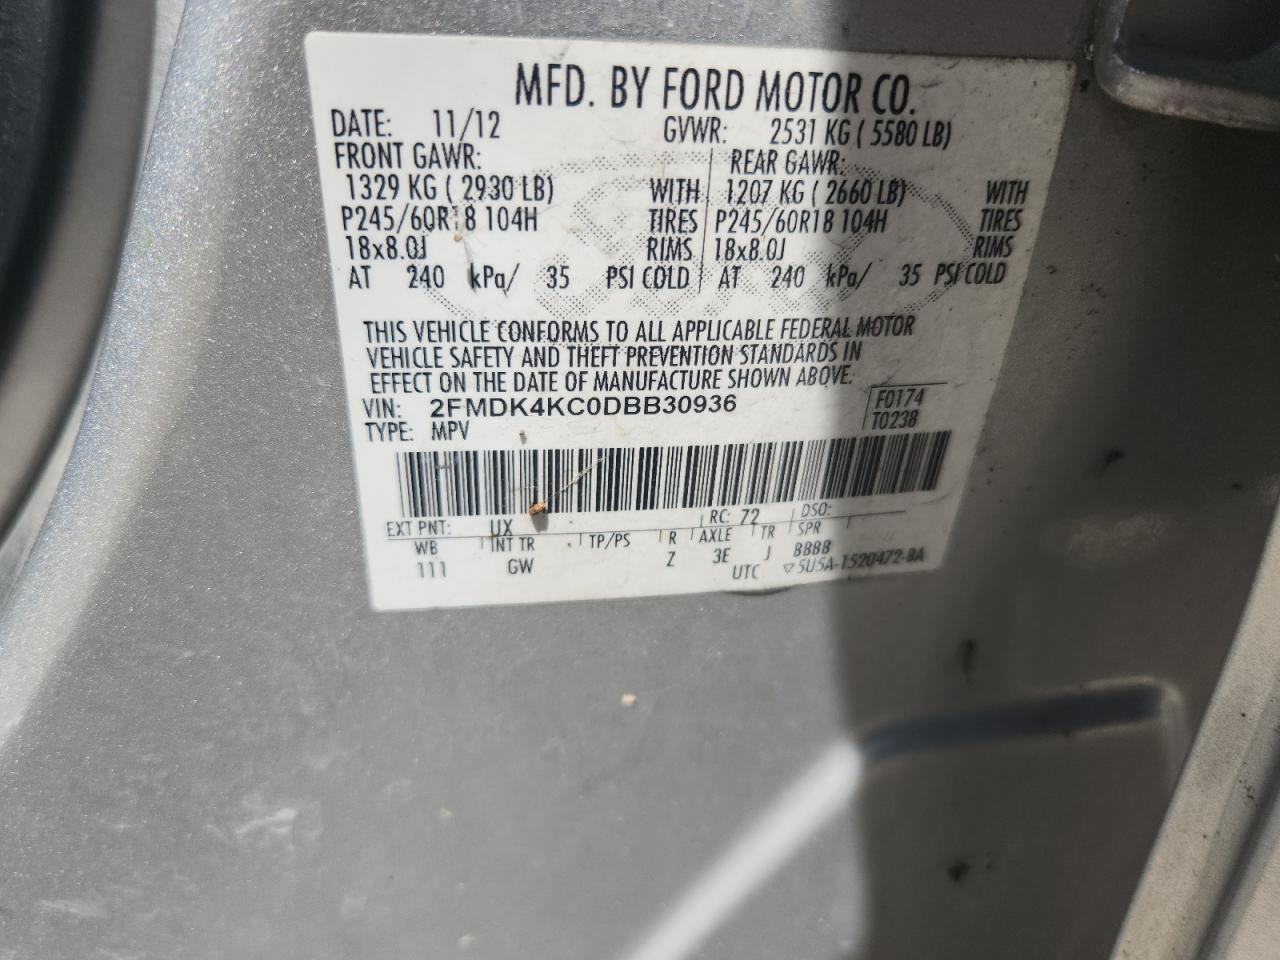 MFD. BY FORD MOTOR CO.
DATE: 11/12 GVWR: 2531 KG ( 5580 LB)
FRONT GAWR: REAR GAWR:
1329 KG ( 2930 LB) WITH 1207 KG ( 2660 LB) WITH
P245/60R18 104H TIRES P245/60R18 104H TIRES
18x8.0J RIMS 18x8.0J RIMS
AT 240 kPa/ 35 PSI COLD AT 240 kPa/ 35 PSI COLD
THIS VEHICLE CONFORMS TO ALL APPLICABLE FEDERAL MOTOR
VEHICLE SAFETY AND THEFT PREVENTION STANDARDS IN
EFFECT ON THE DATE OF MANUFACTURE SHOWN ABOVE.
VIN: 2FMDK4KC0DBB30936 F0174
TYPE: MPV T0238
EXT PNT: UX RC: 72 DSO:
WB INT TR TP/PS R AXLE TR SPR
111 GW Z 3E J BBBB
UTC ▽5U5A-1520472-BA